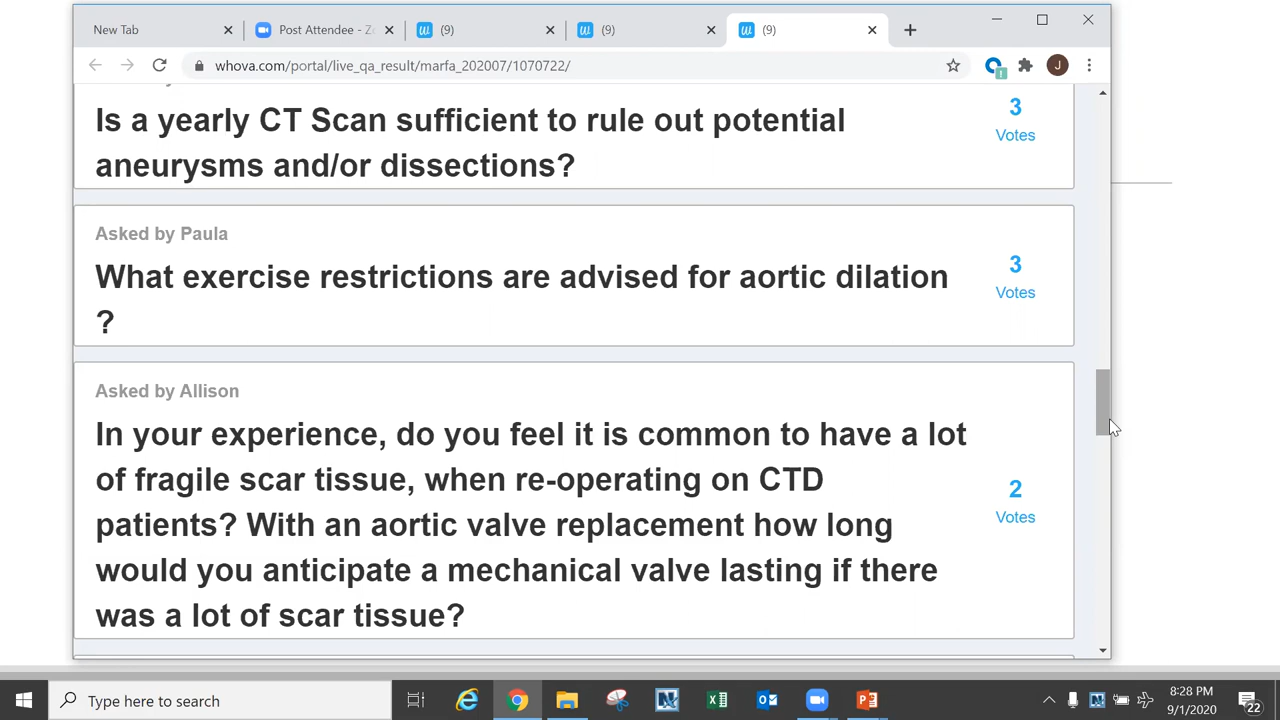 New Tab
Post Attendee - Z
(9)
(9)
(9)
whova.com/portal/live_qa_result/marfa_202007/1070722/
J
Is a yearly CT Scan sufficient to rule out potential
aneurysms and/or dissections?
3
Votes
Asked by Paula
What exercise restrictions are advised for aortic dilation
?
3
Votes
Asked by Allison
In your experience, do you feel it is common to have a lot
of fragile scar tissue, when re-operating on CTD
patients? With an aortic valve replacement how long
would you anticipate a mechanical valve lasting if there
was a lot of scar tissue?
2
Votes
Type here to search
8:28 PM
9/1/2020
22